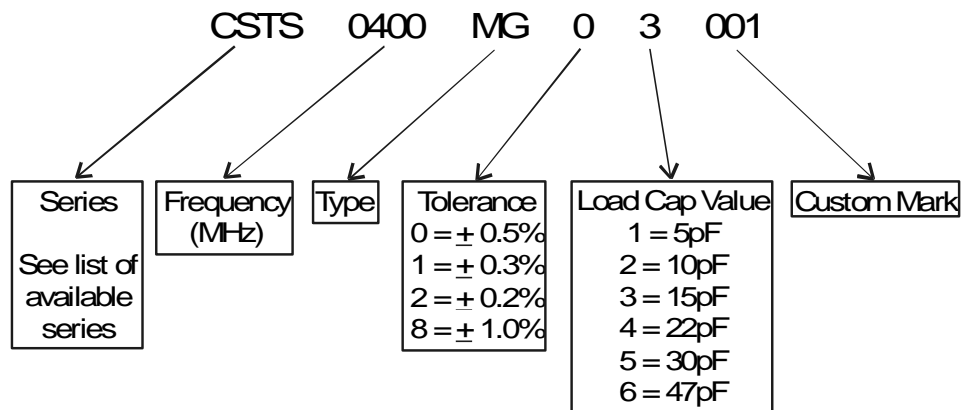 CSTS 0400 MG 0 3 001
Series
See list of
available
series
Frequency
(MHz)
Type
Tolerance
0 = ± 0.5%
1 = ± 0.3%
2 = ± 0.2%
8 = ± 1.0%
Load Cap Value
1 = 5pF
2 = 10pF
3 = 15pF
4 = 22pF
5 = 30pF
6 = 47pF
Custom Mark